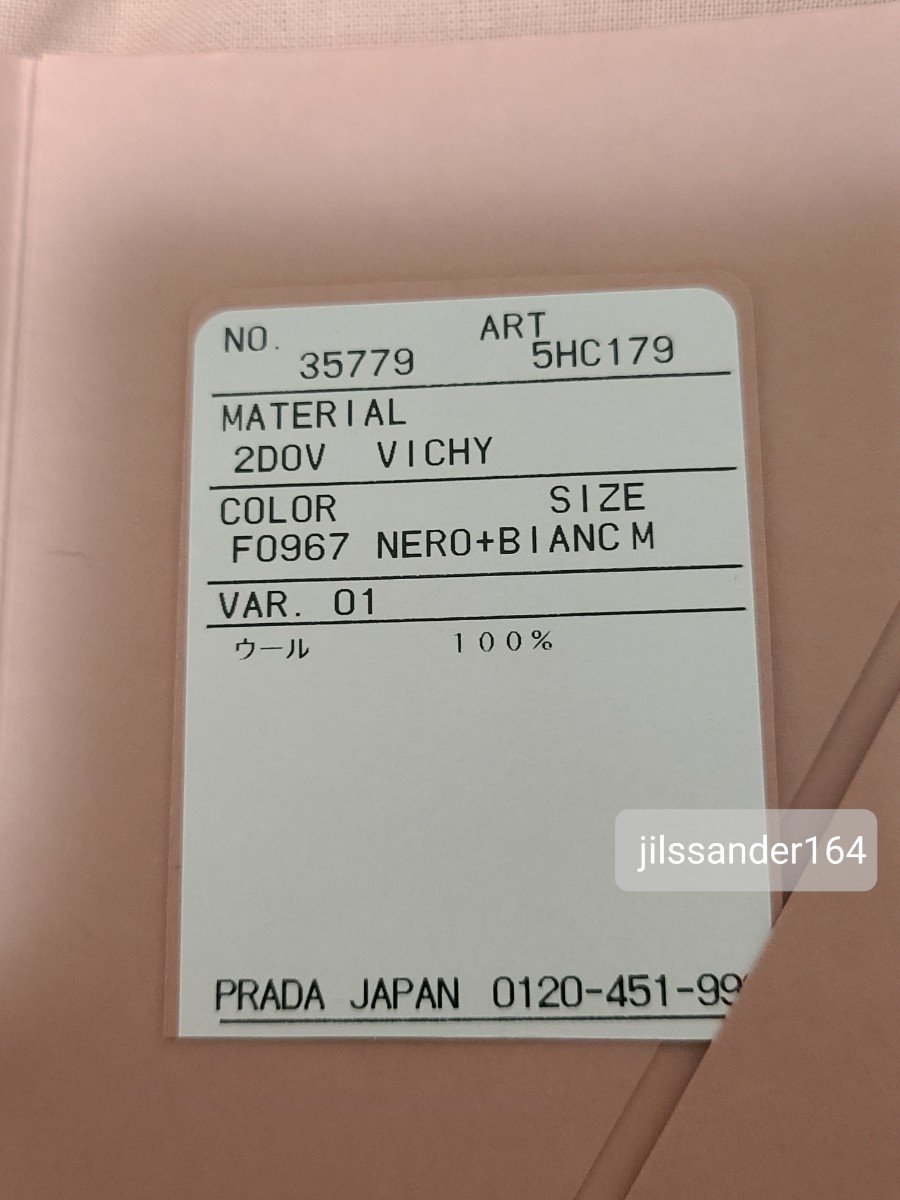 NO. ART
35779 5HC179
MATERIAL
2DOV VICHY
COLOR SIZE
F0967 NERO+BIANC M
VAR. 01
ウール 100%
jilssander164
PRADA JAPAN 0120-451-99